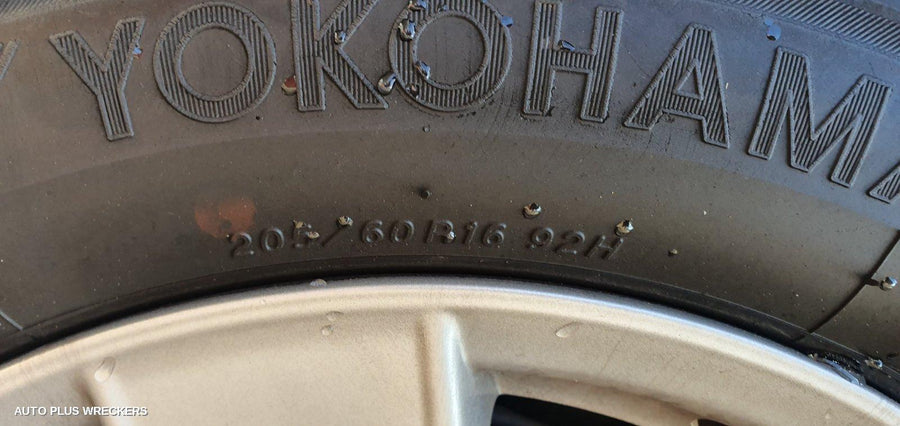 YOKOHAMA
205/60R16 92H
AUTO PLUS WRECKERS